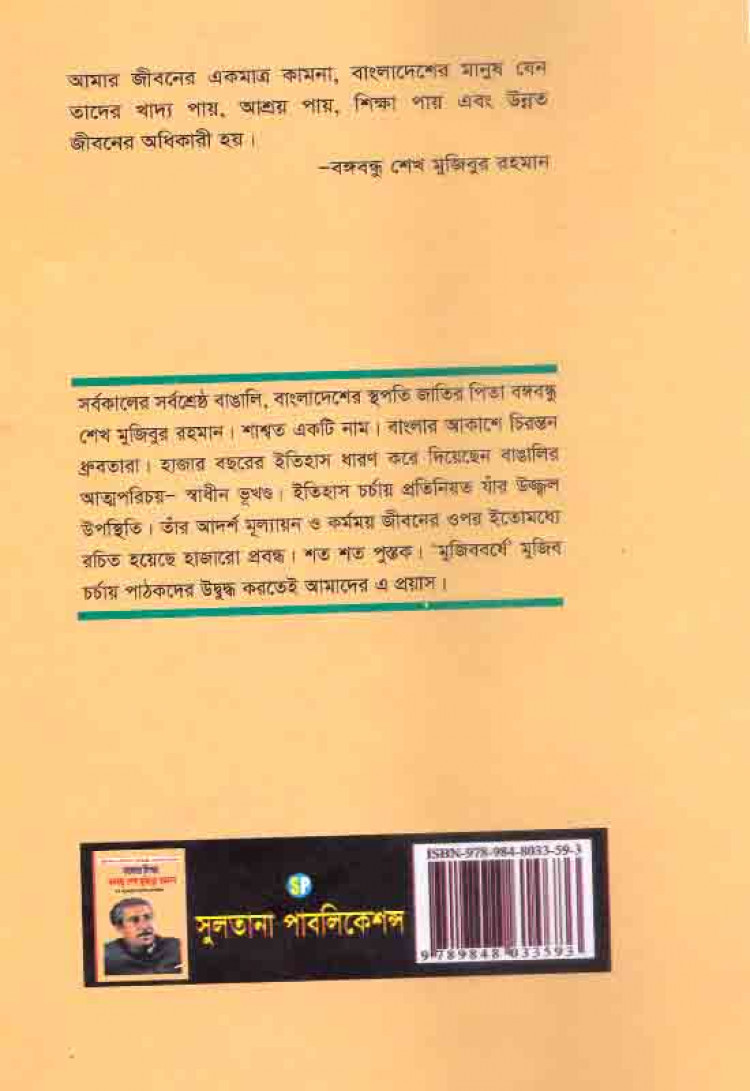 আমার জীবনের একমাত্র কামনা, বাংলাদেশের মানুষ যেন
তাদের খাদ্য পায়, আশ্রয় পায়, শিক্ষা পায় এবং উন্নত
জীবনের অধিকারী হয়।
–বঙ্গবন্ধু শেখ মুজিবুর রহমান
সর্বকালের সর্বশ্রেষ্ঠ বাঙালি, বাংলাদেশের স্থপতি জাতির পিতা বঙ্গবন্ধু
শেখ মুজিবুর রহমান। শাশ্বত একটি নাম। বাংলার আকাশে চিরন্তন
ধ্রুবতারা। হাজার বছরের ইতিহাস ধারণ করে দিয়েছেন বাঙালির
আত্মপরিচয়– স্বাধীন ভূখণ্ড। ইতিহাস চর্চায় প্রতিনিয়ত যাঁর উজ্জ্বল
উপস্থিতি। তাঁর আদর্শ মূল্যায়ন ও কর্মময় জীবনের ওপর ইতোমধ্যে
রচিত হয়েছে হাজারো প্রবন্ধ। শত শত পুস্তক। ‘মুজিববর্ষে’ মুজিব
চর্চায় পাঠকদের উদ্বুদ্ধ করতেই আমাদের এ প্রয়াস।
SP
সুলতানা পাবলিকেশন্স
ISBN-978-984-8033-59-3
9 789848 033593